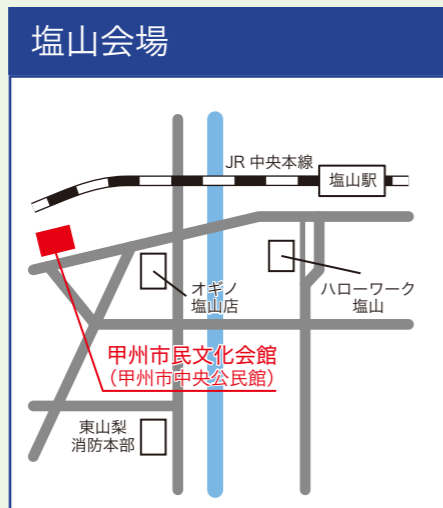 塩山会場
JR 中央本線
塩山駅
オギノ
塩山店
ハローワーク
塩山
甲州市民文化会館
（甲州市中央公民館）
東山梨
消防本部